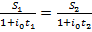 S₁/(1+i₀t₁) = S₂/(1+i₀t₂)